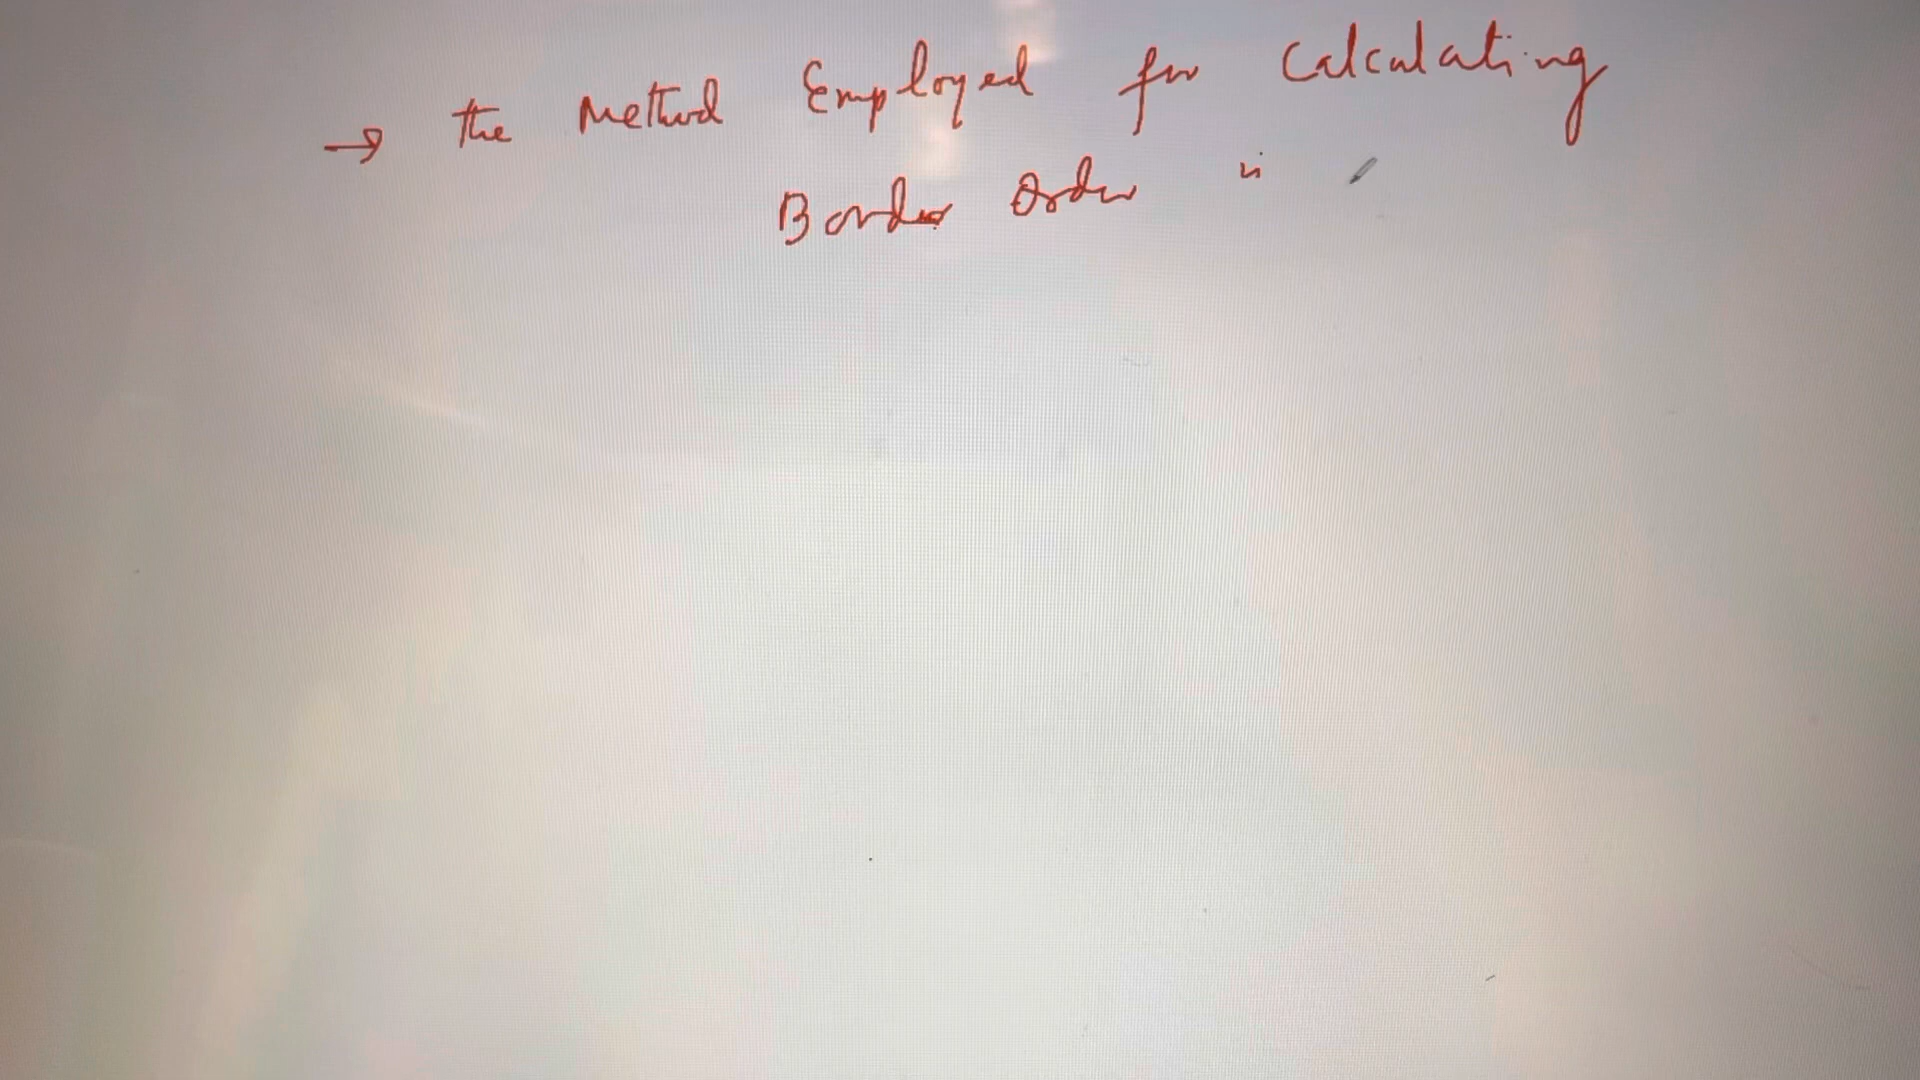 → the Method Employed for Calculating
Border Order is